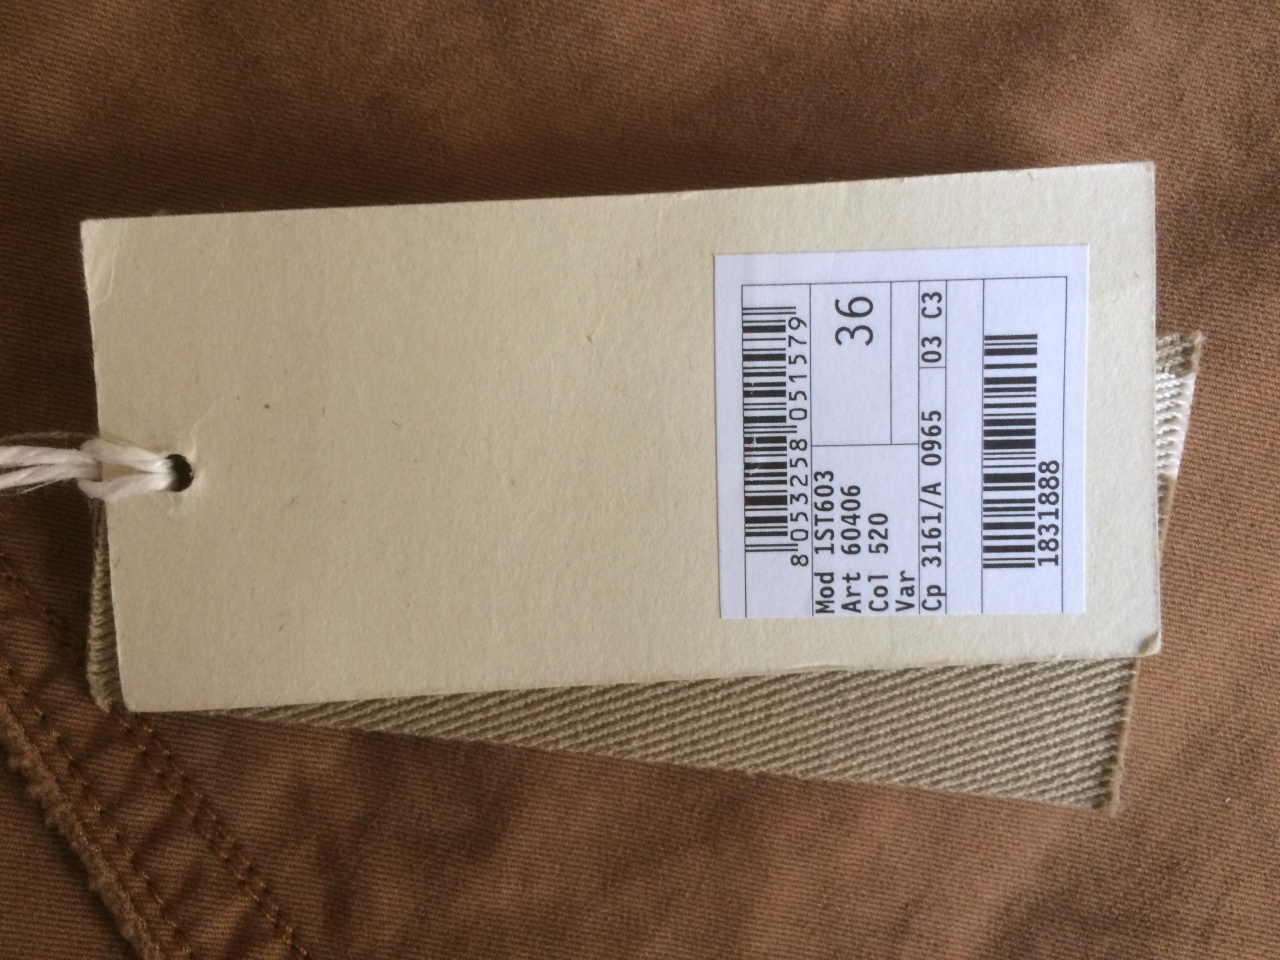 8 053258 051579
Mod 1ST603
36
Art 60406
Col 520
Var
Cp 3161/A 0965 03 C3
1831888